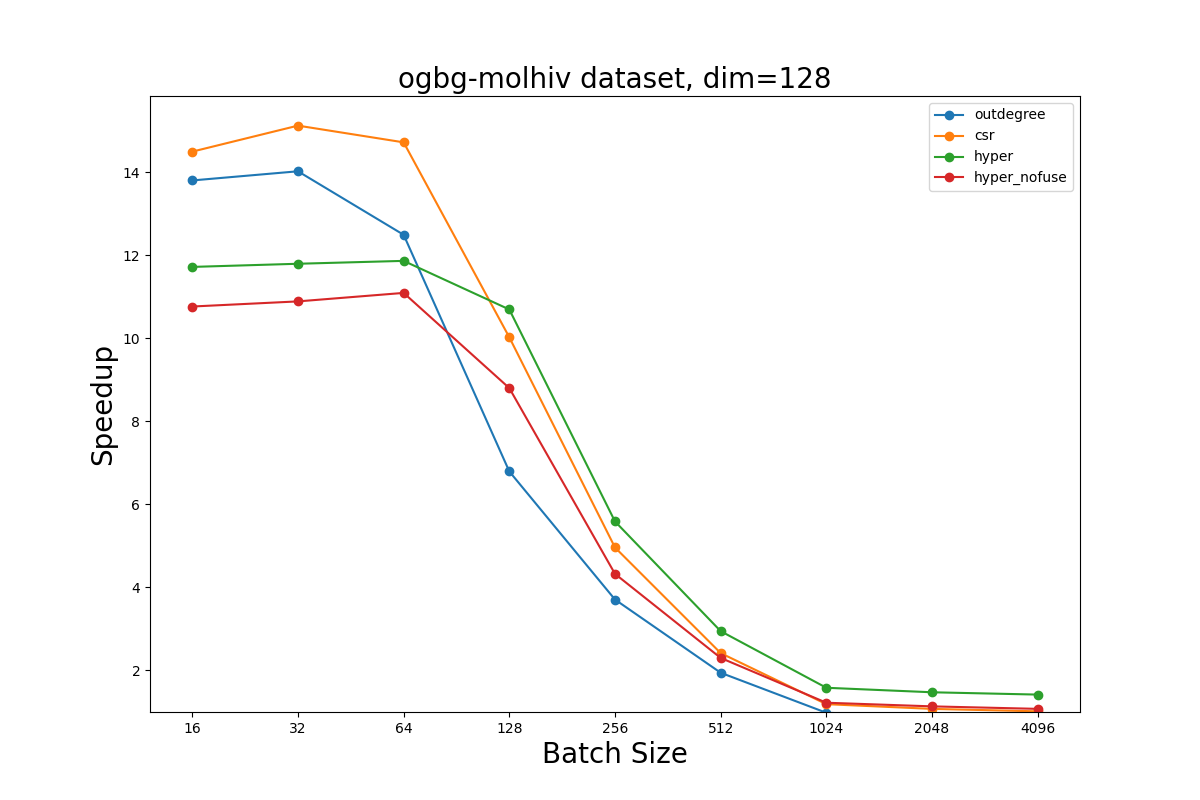 ogbg-molhiv dataset, dim=128
outdegree
csr
hyper
hyper_nofuse
14
12
10
8
6
4
2
Speedup
16 32 64 128 256 512 1024 2048 4096
Batch Size